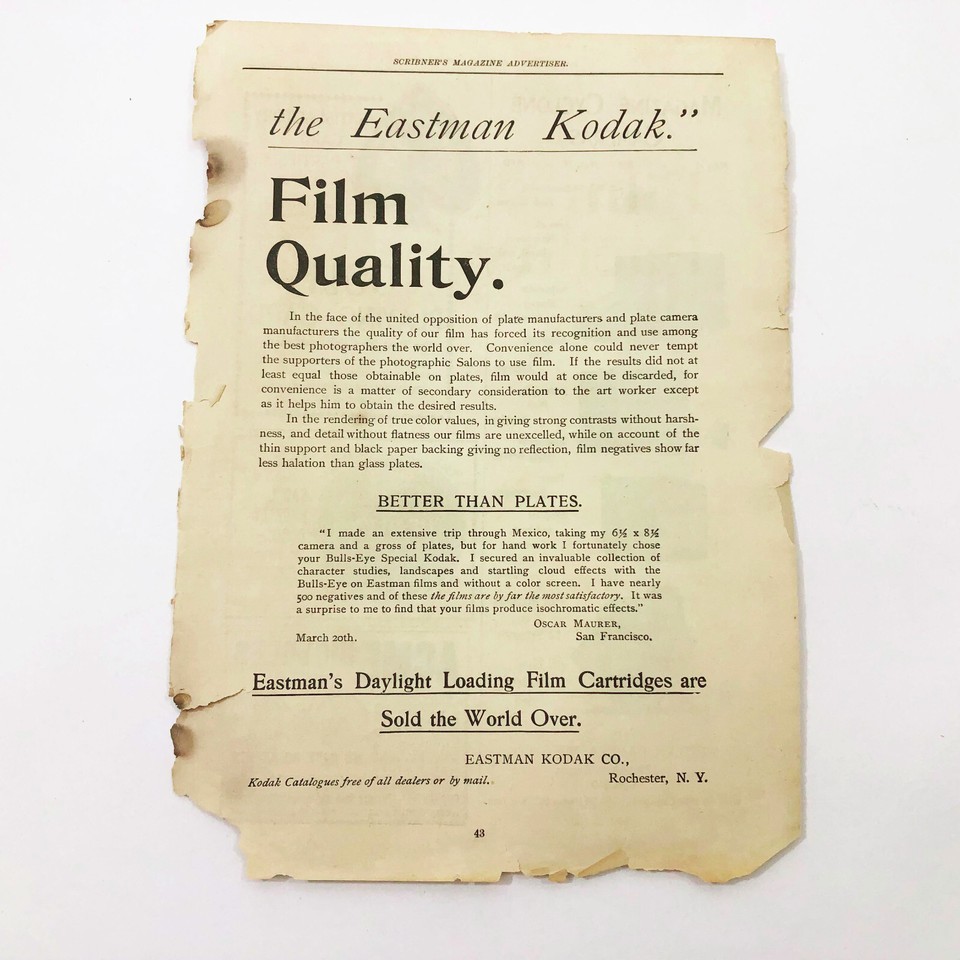 SCRIBNER'S MAGAZINE ADVERTISER.
the Eastman Kodak.”
Film
Quality.
In the face of the united opposition of plate manufacturers and plate camera
manufacturers the quality of our film has forced its recognition and use among
the best photographers the world over. Convenience alone could never tempt
the supporters of the photographic Salons to use film. If the results did not at
least equal those obtainable on plates, film would at once be discarded, for
convenience is a matter of secondary consideration to the art worker except
as it helps him to obtain the desired results.
In the rendering of true color values, in giving strong contrasts without harsh-
ness, and detail without flatness our films are unexcelled, while on account of the
thin support and black paper backing giving no reflection, film negatives show far
less halation than glass plates.
BETTER THAN PLATES.
“I made an extensive trip through Mexico, taking my 6½ x 8½
camera and a gross of plates, but for hand work I fortunately chose
your Bulls-Eye Special Kodak. I secured an invaluable collection of
character studies, landscapes and startling cloud effects with the
Bulls-Eye on Eastman films and without a color screen. I have nearly
500 negatives and of these the films are by far the most satisfactory. It was
a surprise to me to find that your films produce isochromatic effects.”
OSCAR MAURER,
March 20th. San Francisco.
Eastman's Daylight Loading Film Cartridges are
Sold the World Over.
EASTMAN KODAK CO.,
Kodak Catalogues free of all dealers or by mail. Rochester, N. Y.
43